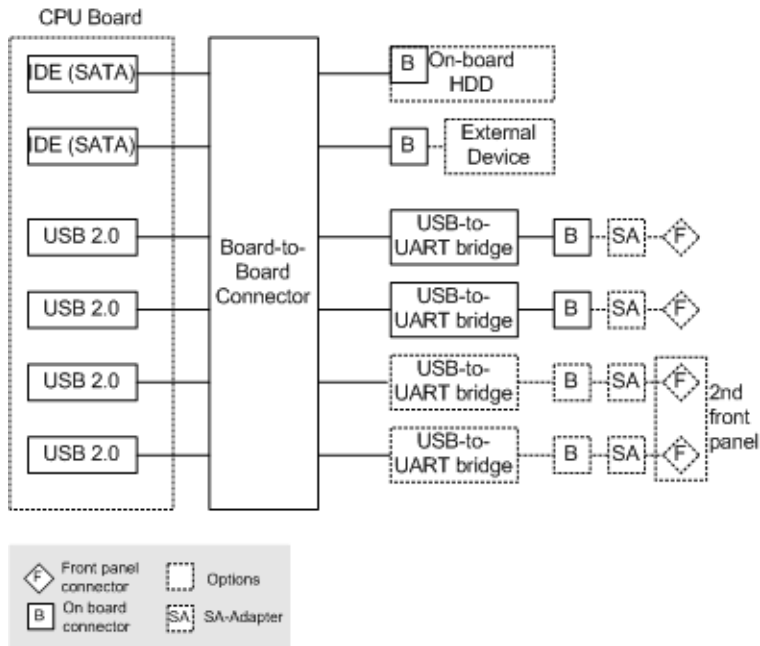 CPU Board
IDE (SATA)
B
On-board
HDD
IDE (SATA)
B
External
Device
USB 2.0
Board-to-
Board
Connector
USB-to-
UART bridge
B
SA
F
USB 2.0
USB-to-
UART bridge
B
SA
F
USB 2.0
USB-to-
UART bridge
B
SA
F
2nd
front
panel
USB 2.0
USB-to-
UART bridge
B
SA
F
F
Front panel
connector
Options
B
On board
connector
SA
SA-Adapter